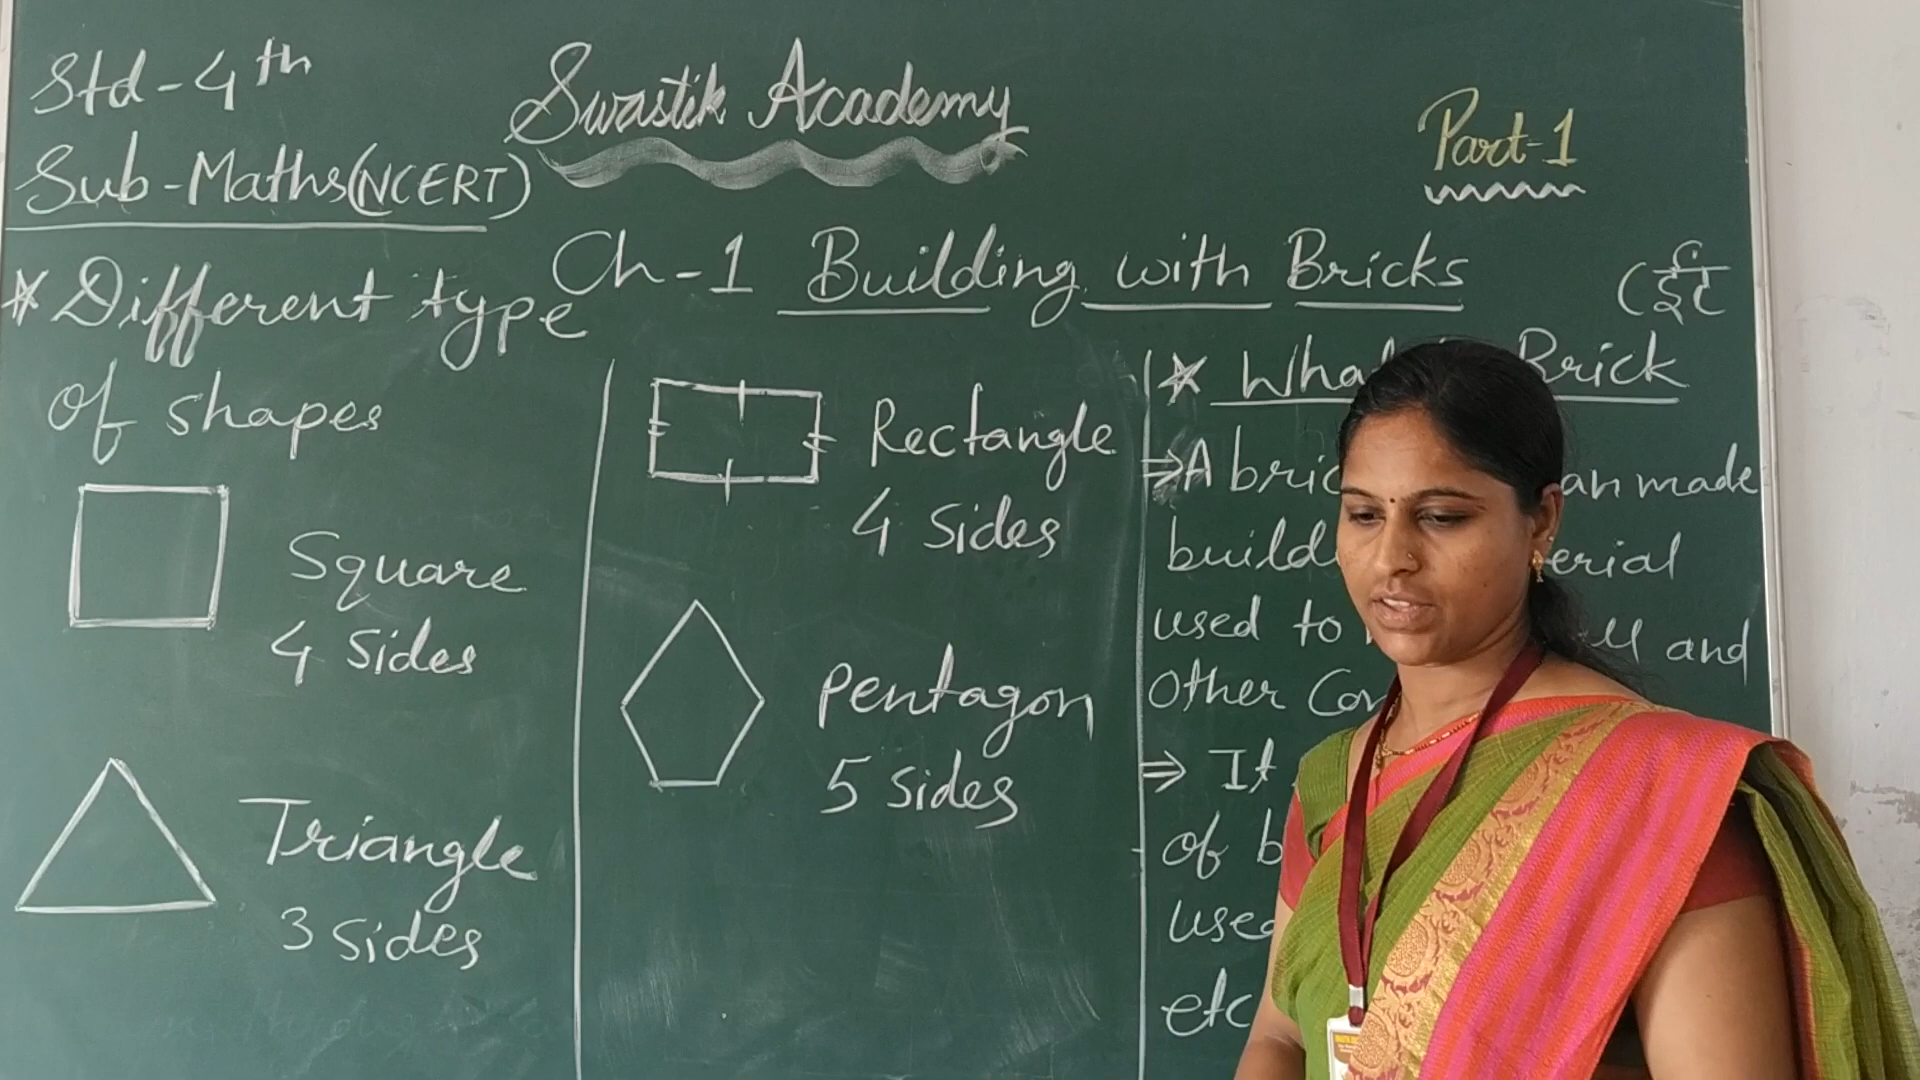 Std-4th
Sub-Maths(NCERT)
Swastik Academy
Part-1
Ch-1 Building with Bricks
(ईंट
* Different type
of shapes
Square
4 Sides
Triangle
3 Sides
Rectangle
4 Sides
Pentagon
5 Sides
* Brick
⇒ A made
used to and
Other
⇒ It
of
etc